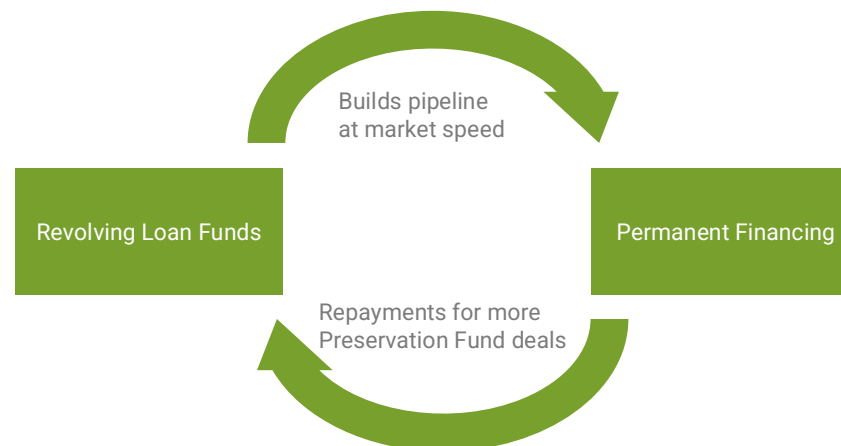 Builds pipeline
at market speed
Revolving Loan Funds
Permanent Financing
Repayments for more
Preservation Fund deals